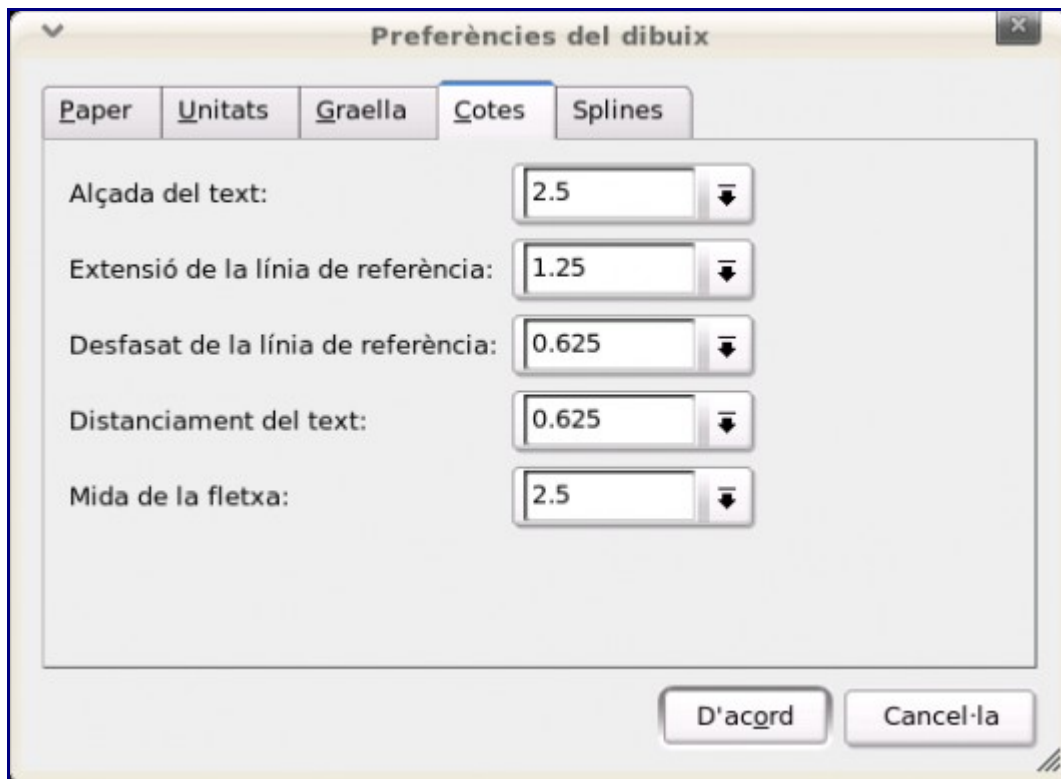 Preferències del dibuix
Paper Unitats Graella Cotes Splines
Alçada del text: 2.5
Extensió de la línia de referència: 1.25
Desfasat de la línia de referència: 0.625
Distanciament del text: 0.625
Mida de la fletxa: 2.5
D'acord Cancel·la